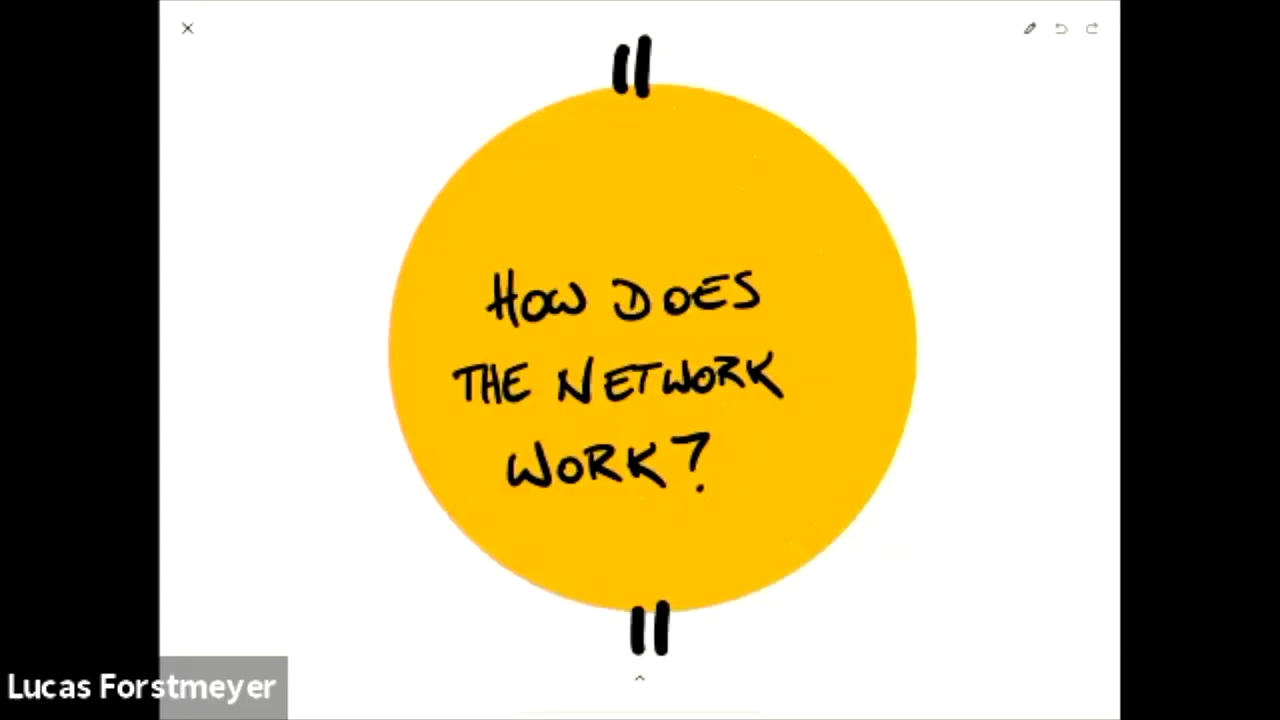 "
HOW DOES
THE NETWORK
WORK?
"
Lucas Forstmeyer